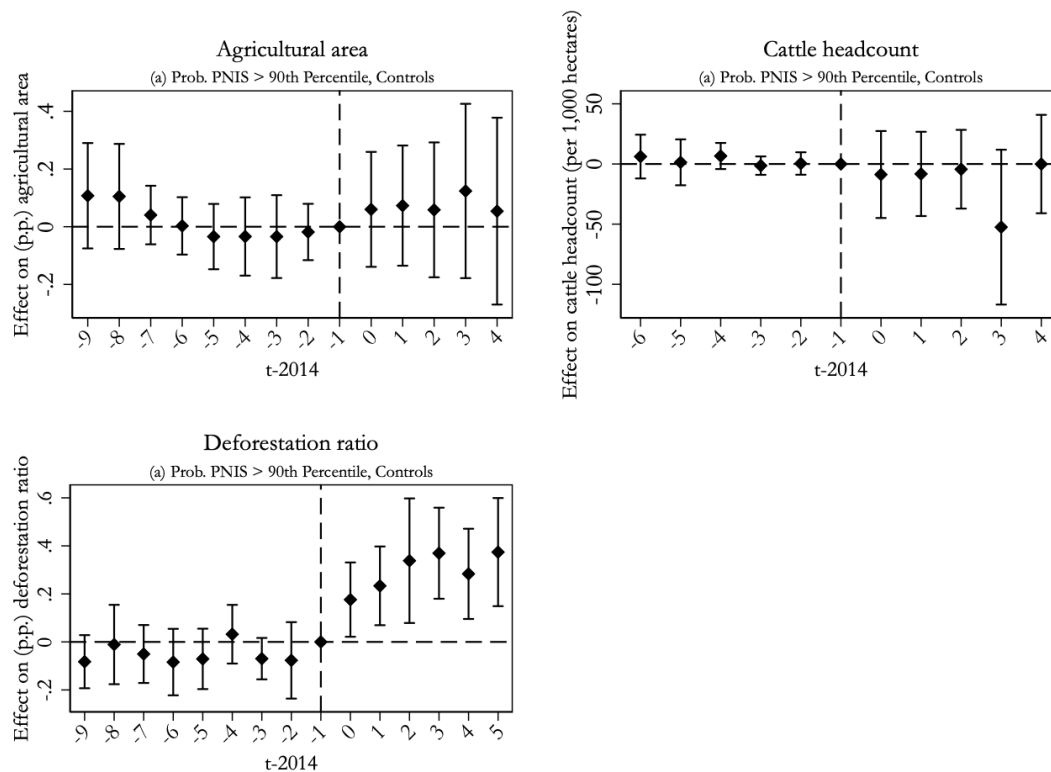 Agricultural area
(a) Prob. PNIS > 90th Percentile, Controls
Effect on (p.p.) agricultural area
.4
.2
0
-.2
-9 -8 -7 -6 -5 -4 -3 -2 -1 0 1 2 3 4
t-2014
Cattle headcount
(a) Prob. PNIS > 90th Percentile, Controls
Effect on cattle headcount (per 1,000 hectares)
50
0
-50
-100
-6 -5 -4 -3 -2 -1 0 1 2 3 4
t-2014
Deforestation ratio
(a) Prob. PNIS > 90th Percentile, Controls
Effect on (p.p.) deforestation ratio
.6
.4
.2
0
-.2
-9 -8 -7 -6 -5 -4 -3 -2 -1 0 1 2 3 4 5
t-2014